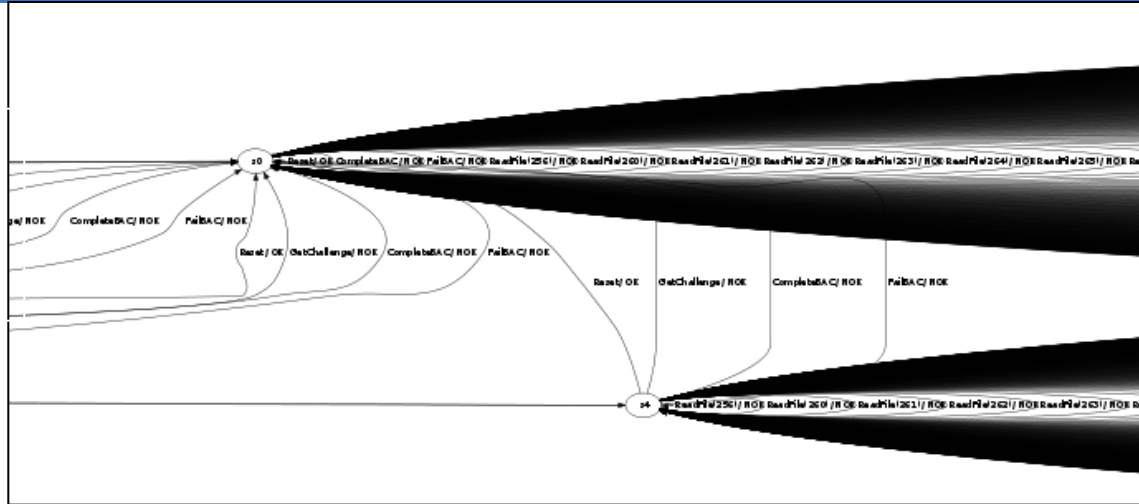 s0
Reset/ OK CompleteBAC/ NOK FailBAC/ NOK ReadFile!256!/ NOK ReadFile!260!/ NOK ReadFile!261!/ NOK ReadFile!262!/ NOK ReadFile!263!/ NOK ReadFile!264!/ NOK ReadFile!265!/ NOK
ge/ NOK CompleteBAC/ NOK FailBAC/ NOK
Reset/ OK GetChallenge/ NOK CompleteBAC/ NOK FailBAC/ NOK
Reset/ OK GetChallenge/ NOK CompleteBAC/ NOK FailBAC/ NOK
s4
ReadFile!256!/ NOK ReadFile!260!/ NOK ReadFile!261!/ NOK ReadFile!262!/ NOK ReadFile!263!/ NOK